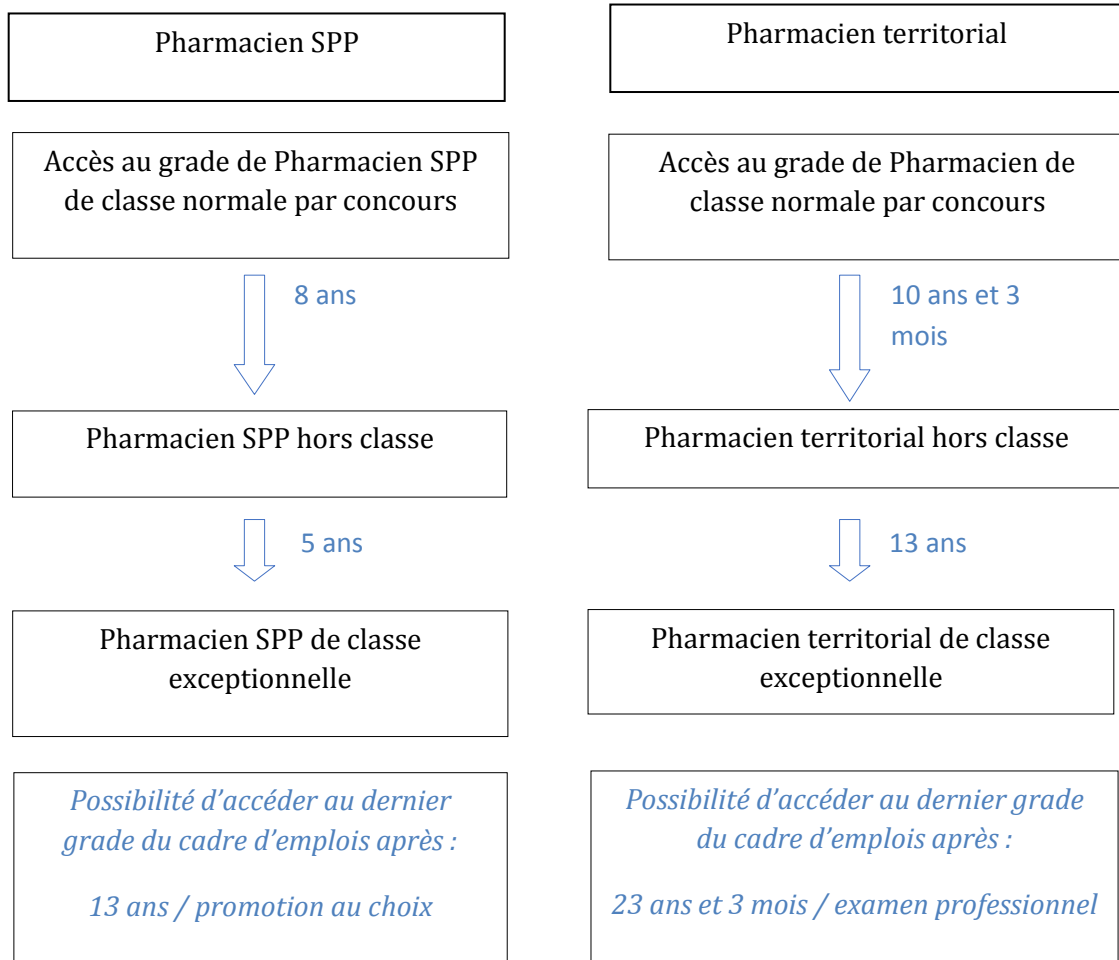 Pharmacien SPP
Pharmacien territorial
Accès au grade de Pharmacien SPP
de classe normale par concours
Accès au grade de Pharmacien de
classe normale par concours
8 ans
10 ans et 3
mois
Pharmacien SPP hors classe
Pharmacien territorial hors classe
5 ans
13 ans
Pharmacien SPP de classe
exceptionnelle
Pharmacien territorial de classe
exceptionnelle
Possibilité d’accéder au dernier
grade du cadre d’emplois après :
13 ans / promotion au choix
Possibilité d’accéder au dernier grade
du cadre d’emplois après :
23 ans et 3 mois / examen professionnel